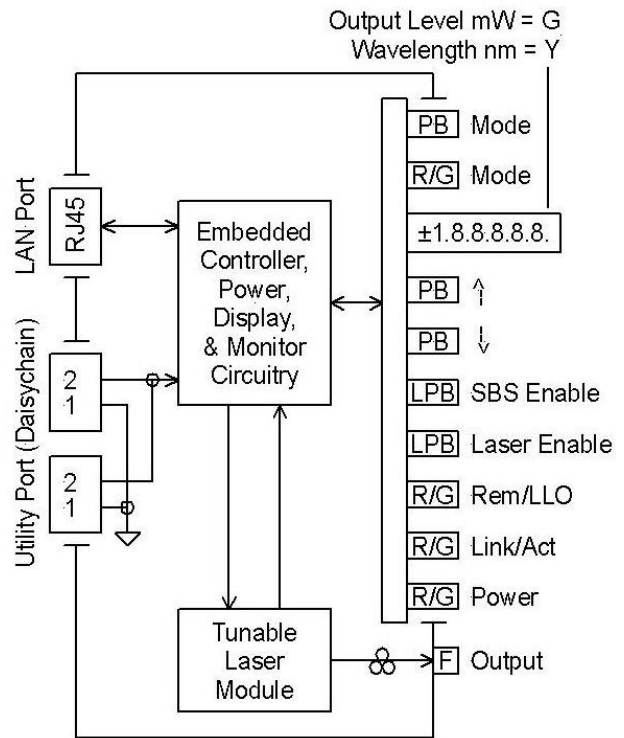 Output Level mW = G
Wavelength nm = Y
PB Mode
R/G Mode
LAN Port
RJ45
±1.8.8.8.8.8.
Embedded
Controller,
Power,
Display,
& Monitor
Circuitry
PB
PB
Utility Port (Daisychain)
2
1
2
1
LPB SBS Enable
LPB Laser Enable
R/G Rem/LLO
R/G Link/Act
R/G Power
Tunable
Laser
Module
F Output